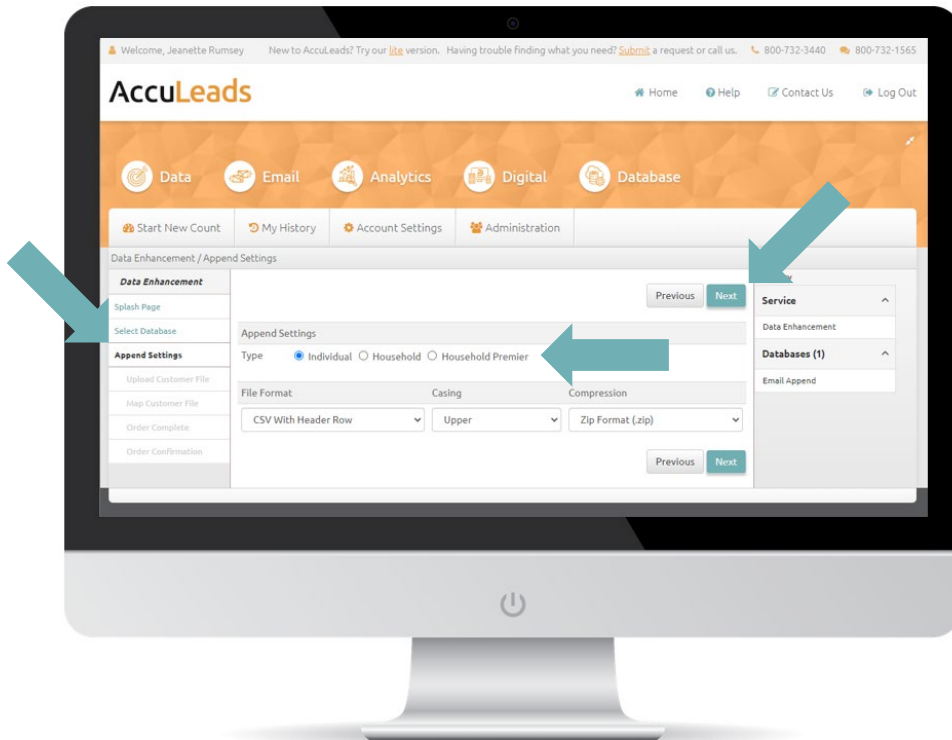 Welcome, Jeanette Rumsey New to AccuLeads? Try our lite version. Having trouble finding what you need? Submit a request or call us. 800-732-3440 800-732-1565
AccuLeads
Home Help Contact Us Log Out
Data Email Analytics Digital Database
Start New Count My History Account Settings Administration
Data Enhancement / Append Settings
Data Enhancement
Splash Page
Select Database
Append Settings
Upload Customer File
Map Customer File
Order Complete
Order Confirmation
Previous Next
Append Settings
Type Individual Household Household Premier
File Format Casing Compression
CSV With Header Row Upper Zip Format (.zip)
Previous Next
Service
Data Enhancement
Databases (1)
Email Append